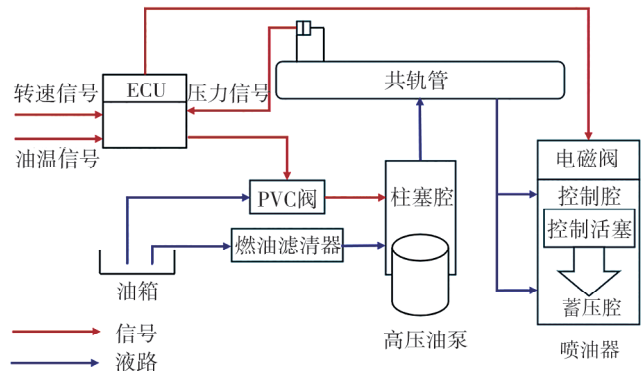 共轨管
ECU
转速信号
压力信号
油温信号
电磁阀
PVC阀
柱塞腔
控制腔
控制活塞
燃油滤清器
油箱
蓄压腔
高压油泵
喷油器
信号
液路